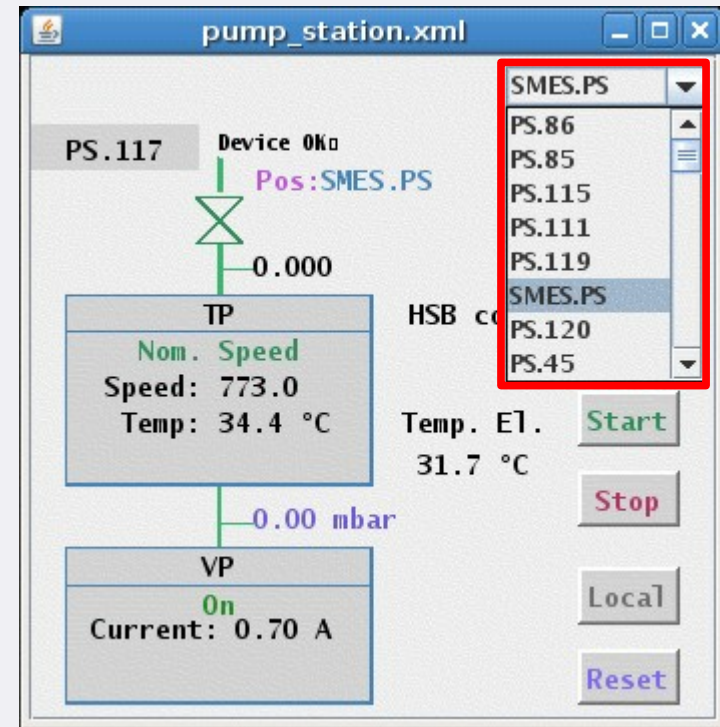 pump_station.xml
SMES.PS
PS.86
PS.85
PS.115
PS.111
PS.119
SMES.PS
PS.120
PS.45
PS.117
Device OK
Pos:SMES.PS
0.000
TP
Nom. Speed
Speed: 773.0
Temp: 34.4 °C
HSB
Temp. El.
31.7 °C
Start
Stop
0.00 mbar
VP
On
Current: 0.70 A
Local
Reset